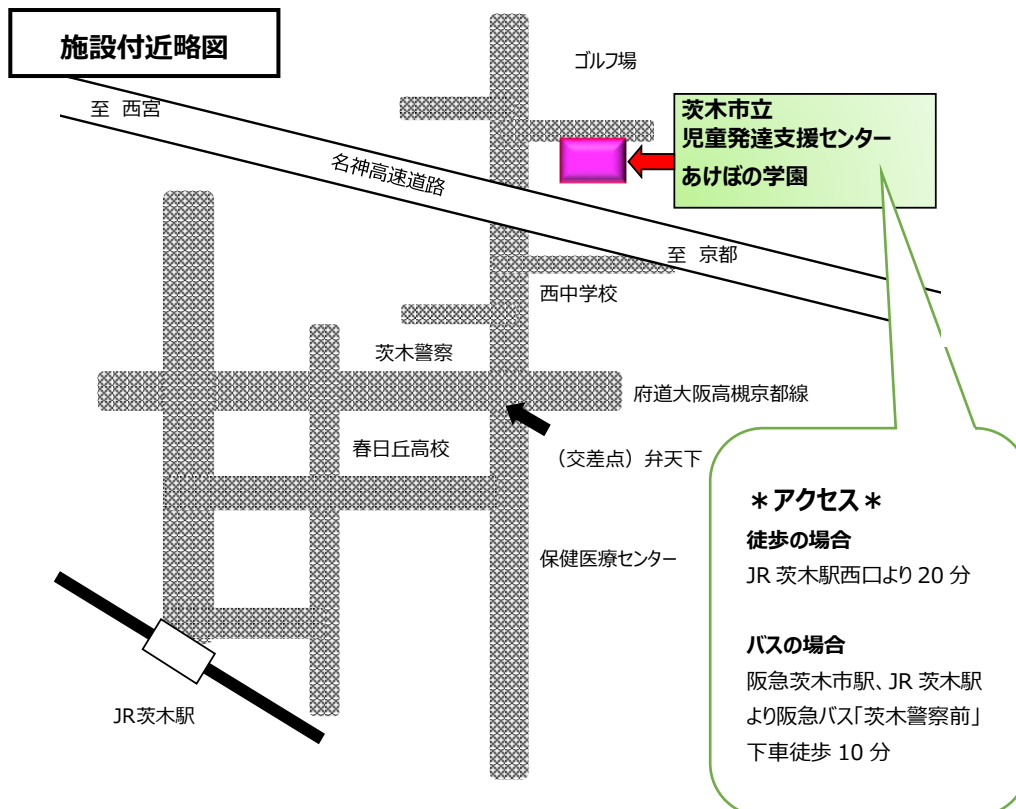 施設付近略図
ゴルフ場
至 西宮
茨木市立
児童発達支援センター
あけぼの学園
名神高速道路
至 京都
西中学校
茨木警察
府道大阪高槻京都線
春日丘高校
（交差点）弁天下
＊アクセス＊
徒歩の場合
JR 茨木駅西口より 20 分
保健医療センター
バスの場合
阪急茨木市駅、JR 茨木駅
より阪急バス「茨木警察前」
下車徒歩 10 分
JR茨木駅